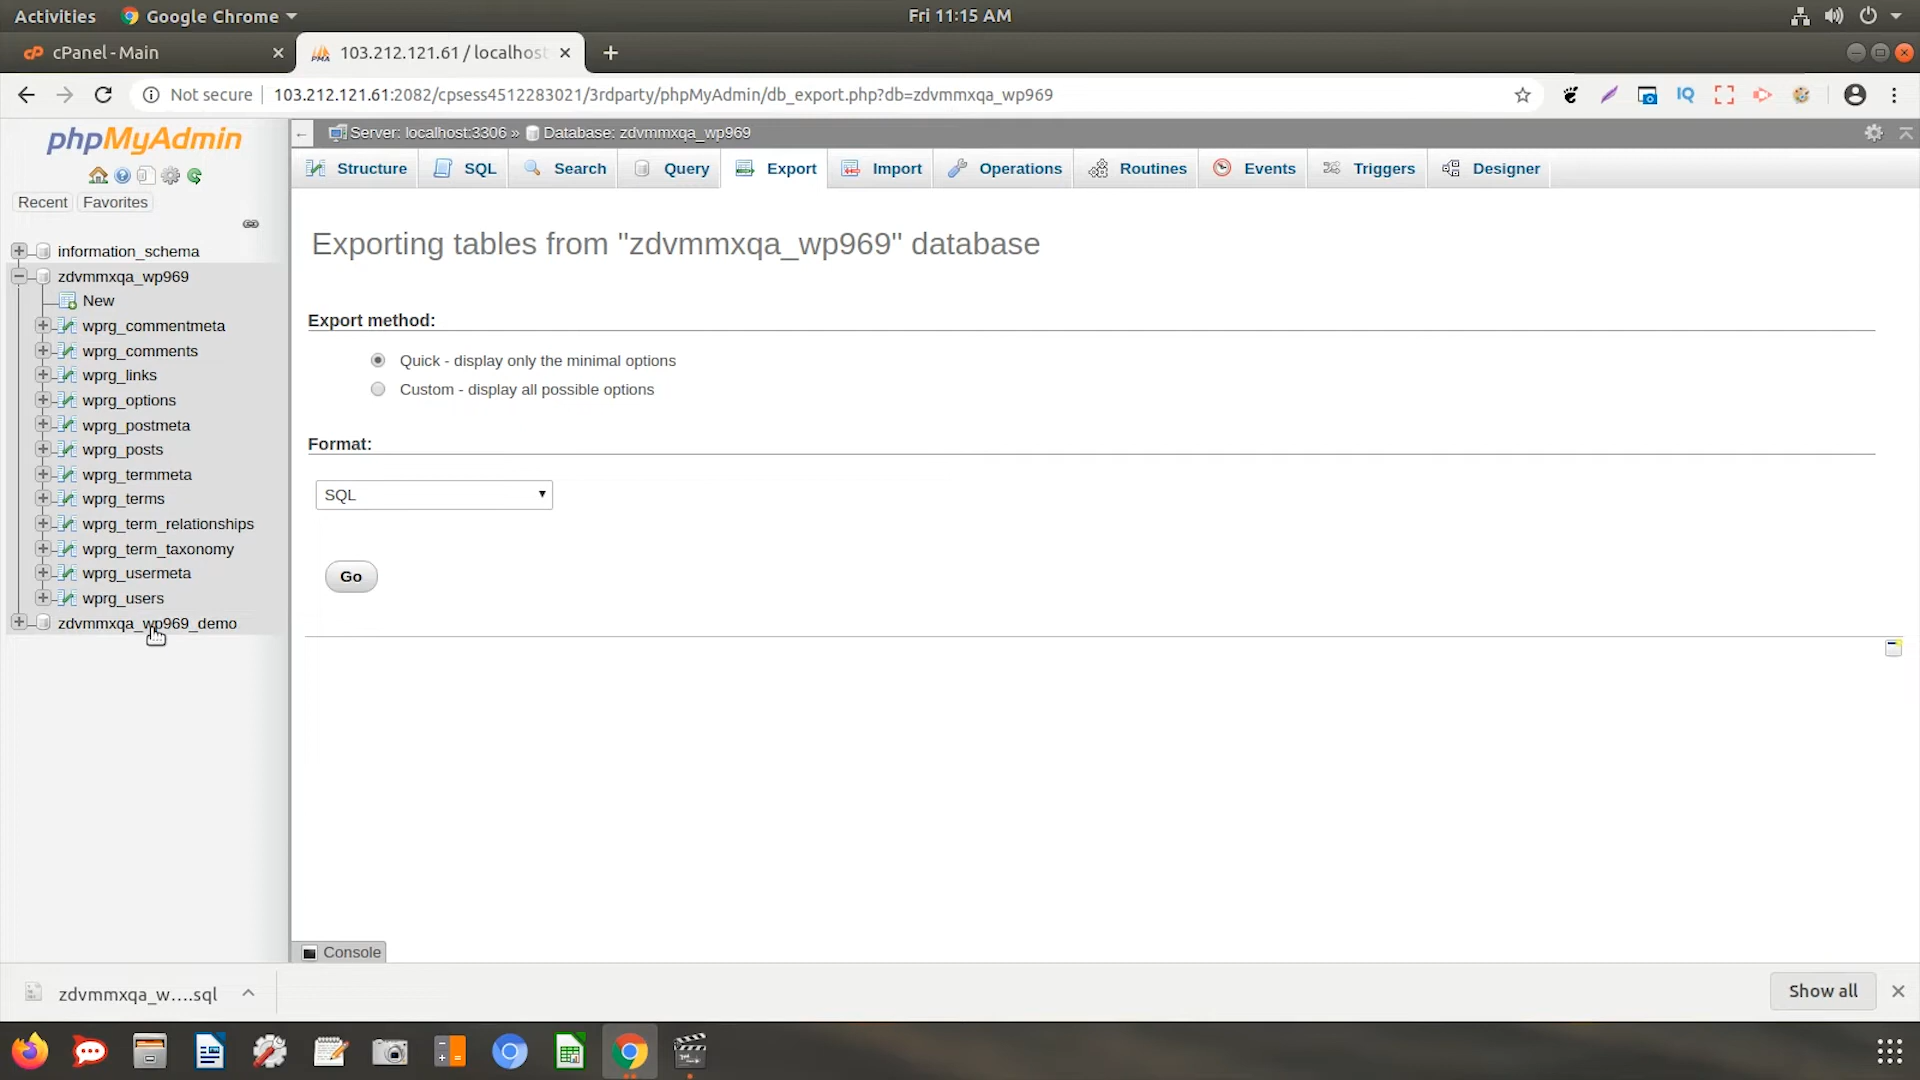 Activities Google Chrome Fri 11:15 AM
cPanel - Main 103.212.121.61 / localhost
Not secure 103.212.121.61:2082/cpsess4512283021/3rdparty/phpMyAdmin/db_export.php?db=zdvmmxqa_wp969
phpMyAdmin
Recent Favorites
information_schema
zdvmmxqa_wp969
New
wprg_commentmeta
wprg_comments
wprg_links
wprg_options
wprg_postmeta
wprg_posts
wprg_termmeta
wprg_terms
wprg_term_relationships
wprg_term_taxonomy
wprg_usermeta
wprg_users
zdvmmxqa_wp969_demo
Server: localhost:3306 » Database: zdvmmxqa_wp969
Structure SQL Search Query Export Import Operations Routines Events Triggers Designer
Exporting tables from "zdvmmxqa_wp969" database
Export method:
Quick - display only the minimal options
Custom - display all possible options
Format:
SQL
Go
Console
zdvmmxqa_w....sql Show all